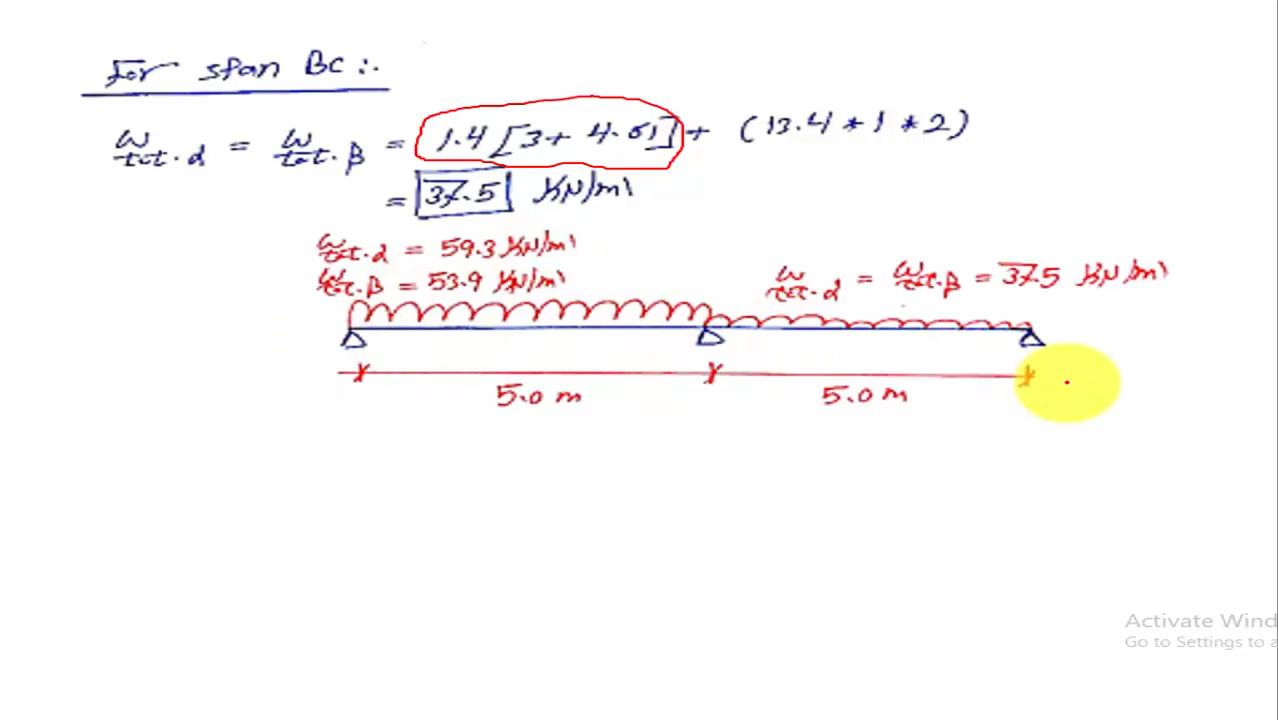 For span BC :.
w tot.α = w tot.β = 1.4 [3 + 4.51] + (13.4 * 1 * 2)
= 37.5 kN/m'
w tot.α = 59.3 kN/m'
w tot.β = 53.9 kN/m'
w tot.α = w tot.β = 37.5 kN/m'
5.0 m 5.0 m
Activate Wind
Go to Settings to a